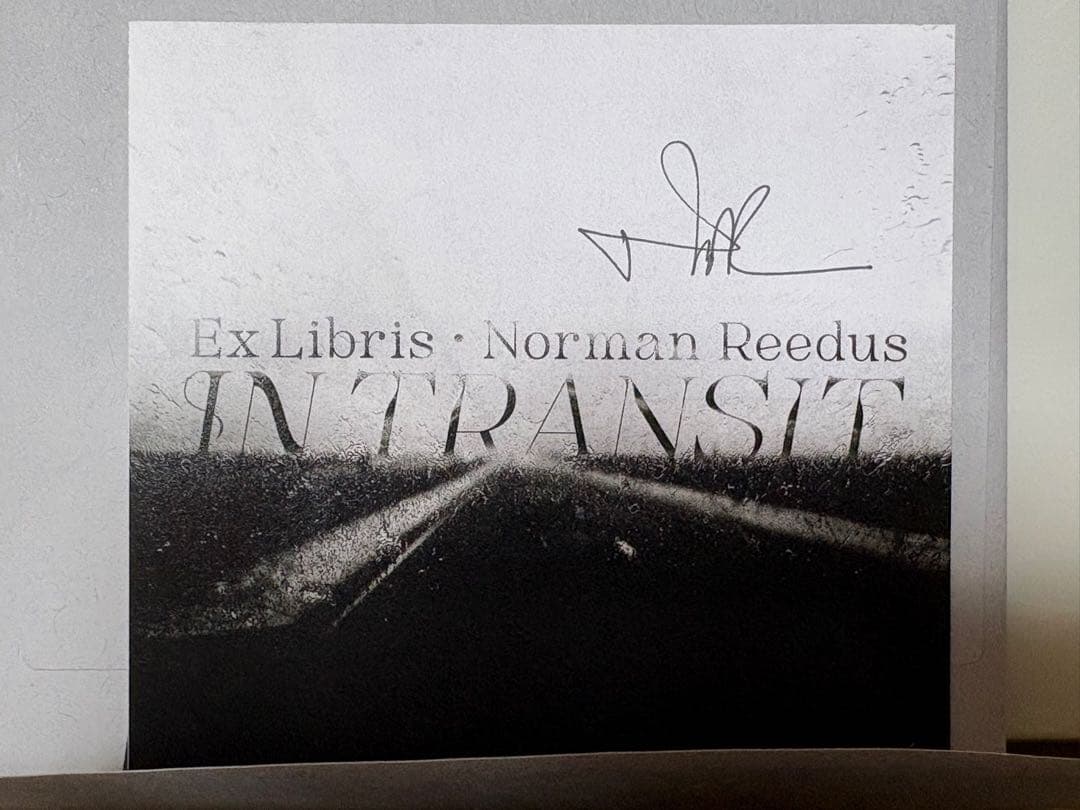 Ex Libris • Norman Reedus
IN TRANSIT